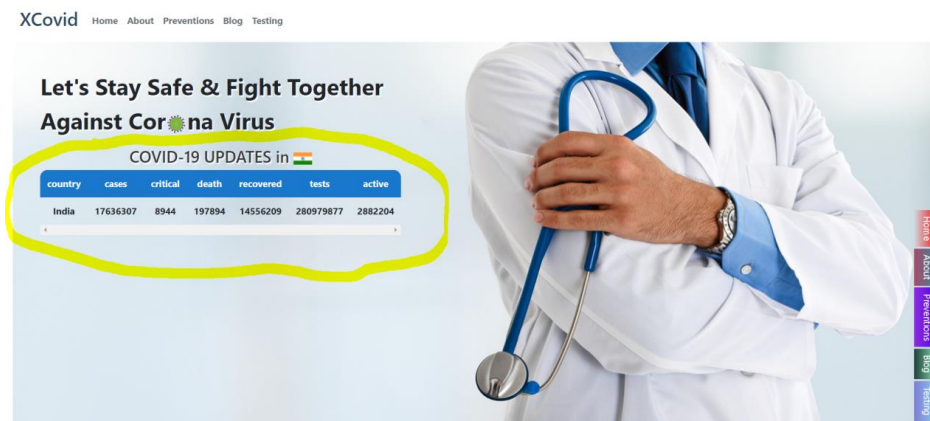 XCovid Home About Preventions Blog Testing
Let's Stay Safe & Fight Together
Against Cor na Virus
COVID-19 UPDATES in
country cases critical death recovered tests active
India 17636307 8944 197894 14556209 280979877 2882204
Home
About
Preventions
Blog
Testing